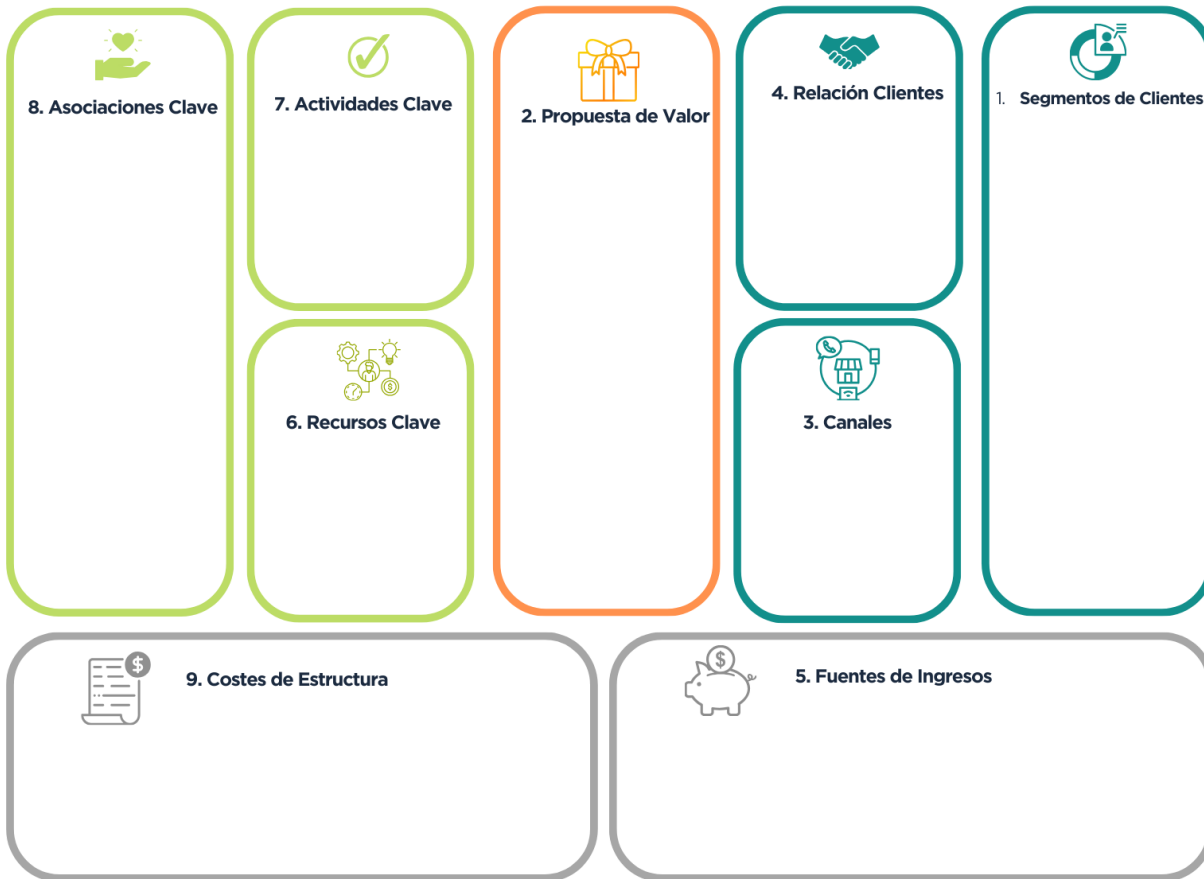 8. Asociaciones Clave
7. Actividades Clave
2. Propuesta de Valor
4. Relación Clientes
1. Segmentos de Clientes
6. Recursos Clave
3. Canales
9. Costes de Estructura
5. Fuentes de Ingresos